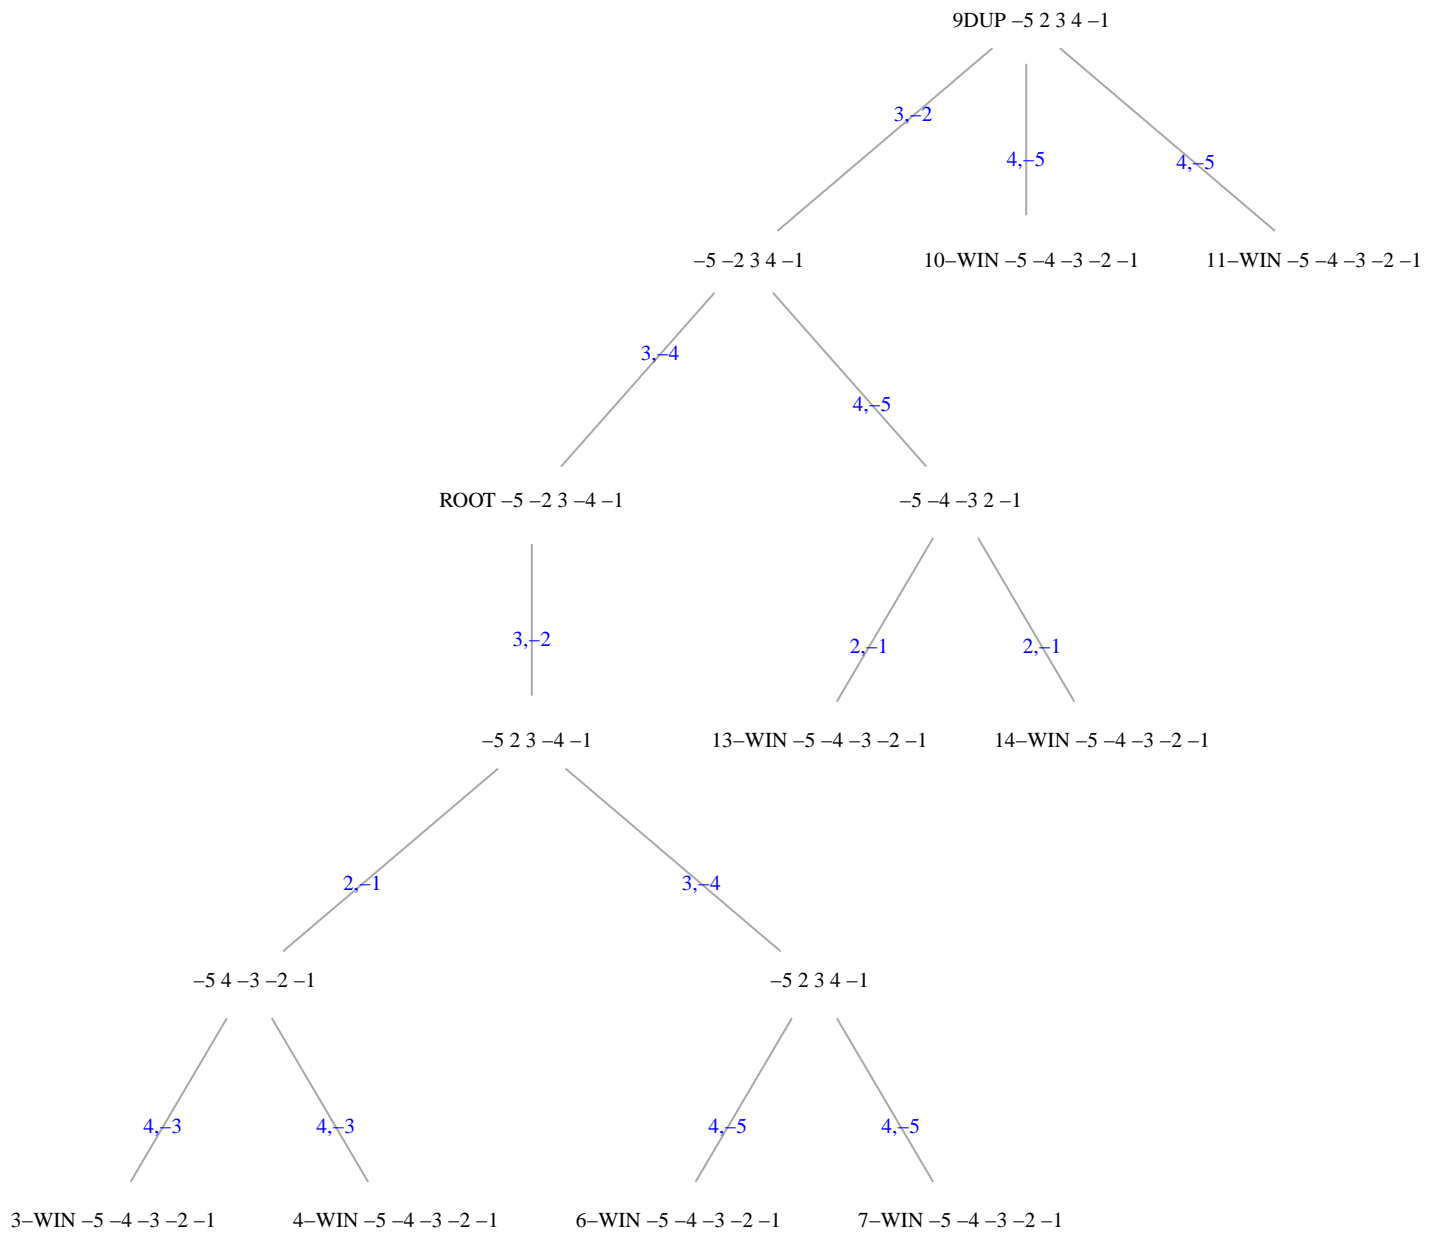 9DUP –5 2 3 4 –1
3,–2
4,–5
4,–5
–5 –2 3 4 –1
10–WIN –5 –4 –3 –2 –1
11–WIN –5 –4 –3 –2 –1
3,–4
4,–5
ROOT –5 –2 3 –4 –1
–5 –4 –3 2 –1
3,–2
2,–1
2,–1
–5 2 3 –4 –1
13–WIN –5 –4 –3 –2 –1
14–WIN –5 –4 –3 –2 –1
2,–1
3,–4
–5 4 –3 –2 –1
–5 2 3 4 –1
4,–3
4,–3
4,–5
4,–5
3–WIN –5 –4 –3 –2 –1
4–WIN –5 –4 –3 –2 –1
6–WIN –5 –4 –3 –2 –1
7–WIN –5 –4 –3 –2 –1